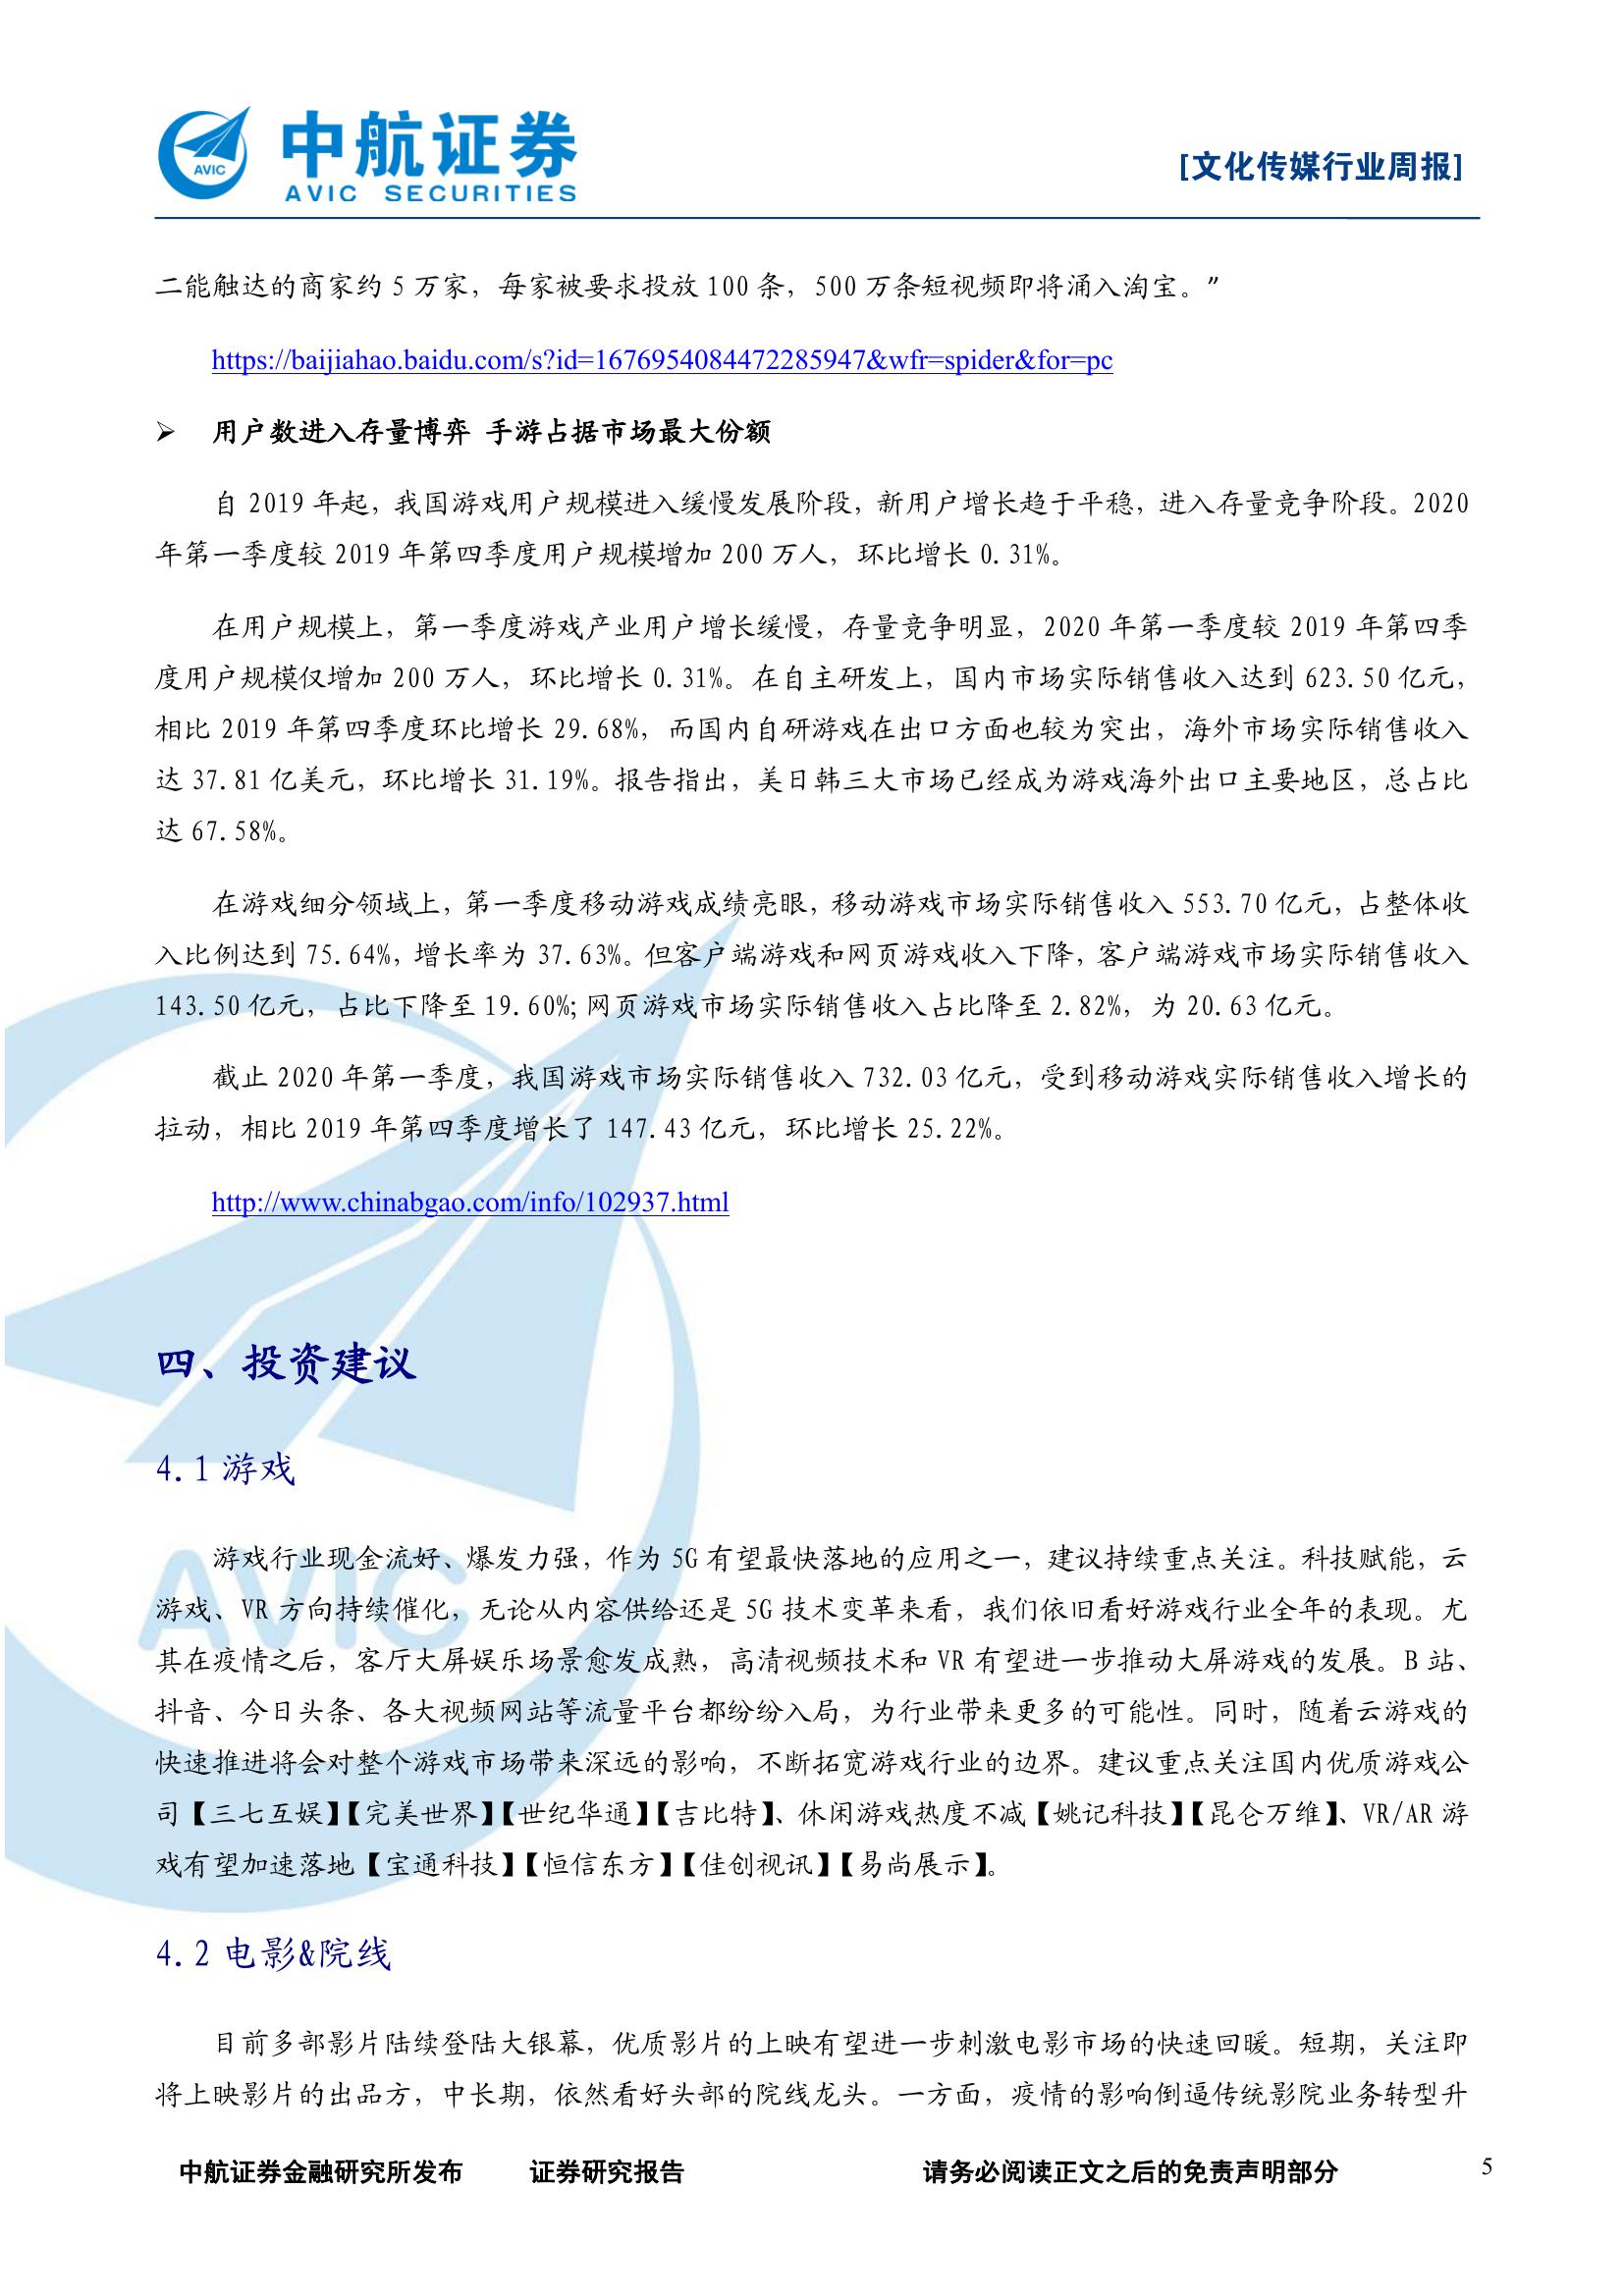 中航证券
AVIC SECURITIES
AVIC
[文化传媒行业周报]
二能触达的商家约 5 万家，每家被要求投放 100 条，500 万条短视频即将涌入淘宝。”
https://baijiahao.baidu.com/s?id=1676954084472285947&wfr=spider&for=pc
➢ 用户数进入存量博弈 手游占据市场最大份额
自 2019 年起，我国游戏用户规模进入缓慢发展阶段，新用户增长趋于平稳，进入存量竞争阶段。2020
年第一季度较 2019 年第四季度用户规模增加 200 万人，环比增长 0.31%。
在用户规模上，第一季度游戏产业用户增长缓慢，存量竞争明显，2020 年第一季度较 2019 年第四季
度用户规模仅增加 200 万人，环比增长 0.31%。在自主研发上，国内市场实际销售收入达到 623.50 亿元，
相比 2019 年第四季度环比增长 29.68%，而国内自研游戏在出口方面也较为突出，海外市场实际销售收入
达 37.81 亿美元，环比增长 31.19%。报告指出，美日韩三大市场已经成为游戏海外出口主要地区，总占比
达 67.58%。
在游戏细分领域上，第一季度移动游戏成绩亮眼，移动游戏市场实际销售收入 553.70 亿元，占整体收
入比例达到 75.64%，增长率为 37.63%。但客户端游戏和网页游戏收入下降，客户端游戏市场实际销售收入
143.50 亿元，占比下降至 19.60%; 网页游戏市场实际销售收入占比降至 2.82%，为 20.63 亿元。
截止 2020 年第一季度，我国游戏市场实际销售收入 732.03 亿元，受到移动游戏实际销售收入增长的
拉动，相比 2019 年第四季度增长了 147.43 亿元，环比增长 25.22%。
http://www.chinabgao.com/info/102937.html
四、投资建议
4.1 游戏
游戏行业现金流好、爆发力强，作为 5G 有望最快落地的应用之一，建议持续重点关注。科技赋能，云
游戏、VR 方向持续催化，无论从内容供给还是 5G 技术变革来看，我们依旧看好游戏行业全年的表现。尤
其在疫情之后，客厅大屏娱乐场景愈发成熟，高清视频技术和 VR 有望进一步推动大屏游戏的发展。B 站、
抖音、今日头条、各大视频网站等流量平台都纷纷入局，为行业带来更多的可能性。同时，随着云游戏的
快速推进将会对整个游戏市场带来深远的影响，不断拓宽游戏行业的边界。建议重点关注国内优质游戏公
司【三七互娱】【完美世界】【世纪华通】【吉比特】、休闲游戏热度不减【姚记科技】【昆仑万维】、VR/AR 游
戏有望加速落地【宝通科技】【恒信东方】【佳创视讯】【易尚展示】。
AVIC
4.2 电影&院线
目前多部影片陆续登陆大银幕，优质影片的上映有望进一步刺激电影市场的快速回暖。短期，关注即
将上映影片的出品方，中长期，依然看好头部的院线龙头。一方面，疫情的影响倒逼传统影院业务转型升
中航证券金融研究所发布 证券研究报告 请务必阅读正文之后的免责声明部分 5